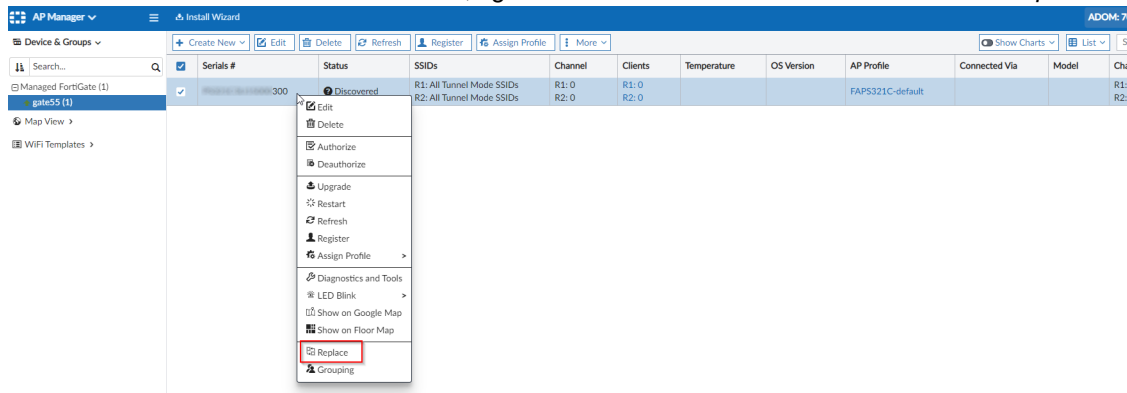 AP Manager
Install Wizard
ADOM: 7
Device & Groups
Create New
Edit
Delete
Refresh
Register
Assign Profile
More
Show Charts
List
Search...
Serials #
Status
SSIDs
Channel
Clients
Temperature
OS Version
AP Profile
Connected Via
Model
Managed FortiGate (1)
gate55 (1)
Map View
WiFi Templates
300
Discovered
R1: All Tunnel Mode SSIDs
R2: All Tunnel Mode SSIDs
R1: 0
R2: 0
R1: 0
R2: 0
FAPS321C-default
R1:
R2:
Edit
Delete
Authorize
Deauthorize
Upgrade
Restart
Refresh
Register
Assign Profile
Diagnostics and Tools
LED Blink
Show on Google Map
Show on Floor Map
Replace
Grouping